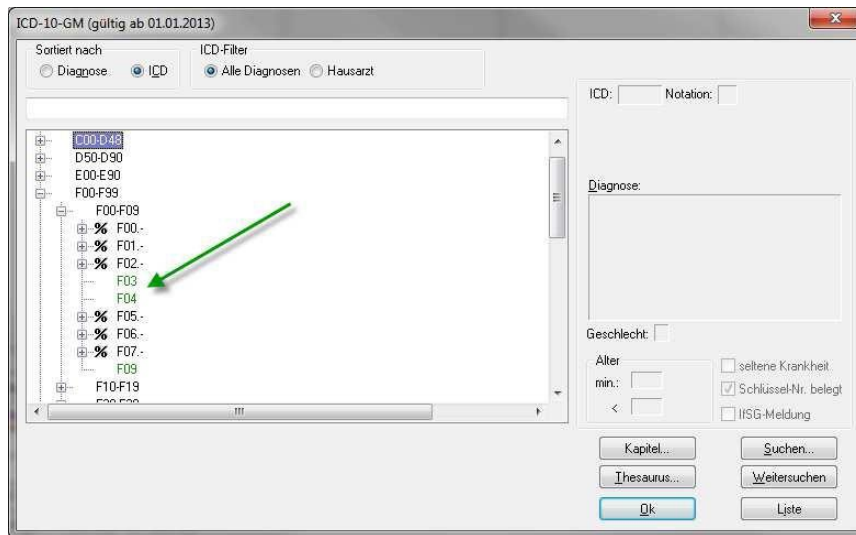 ICD-10-GM (gültig ab 01.01.2013)
Sortiert nach
Diagnose ICD
ICD-Filter
Alle Diagnosen Hausarzt
C00-D48
D50-D90
E00-E90
F00-F99
F00-F09
% F00.-
% F01.-
% F02.-
F03
F04
% F05.-
% F06.-
% F07.-
F09
F10-F19
ICD: Notation:
Diagnose:
Geschlecht:
Alter
min.:
<
seltene Krankheit
Schlüssel-Nr. belegt
IfSG-Meldung
Kapitel... Suchen...
Thesaurus... Weitersuchen
Ok Liste